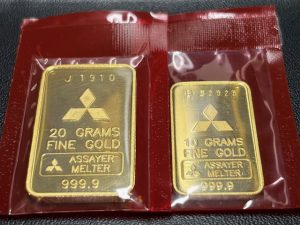 J 1910
20 GRAMS
FINE GOLD
ASSAYER
MELTER
999.9
10 GRAMS
FINE GOLD
ASSAYER
MELTER
999.9